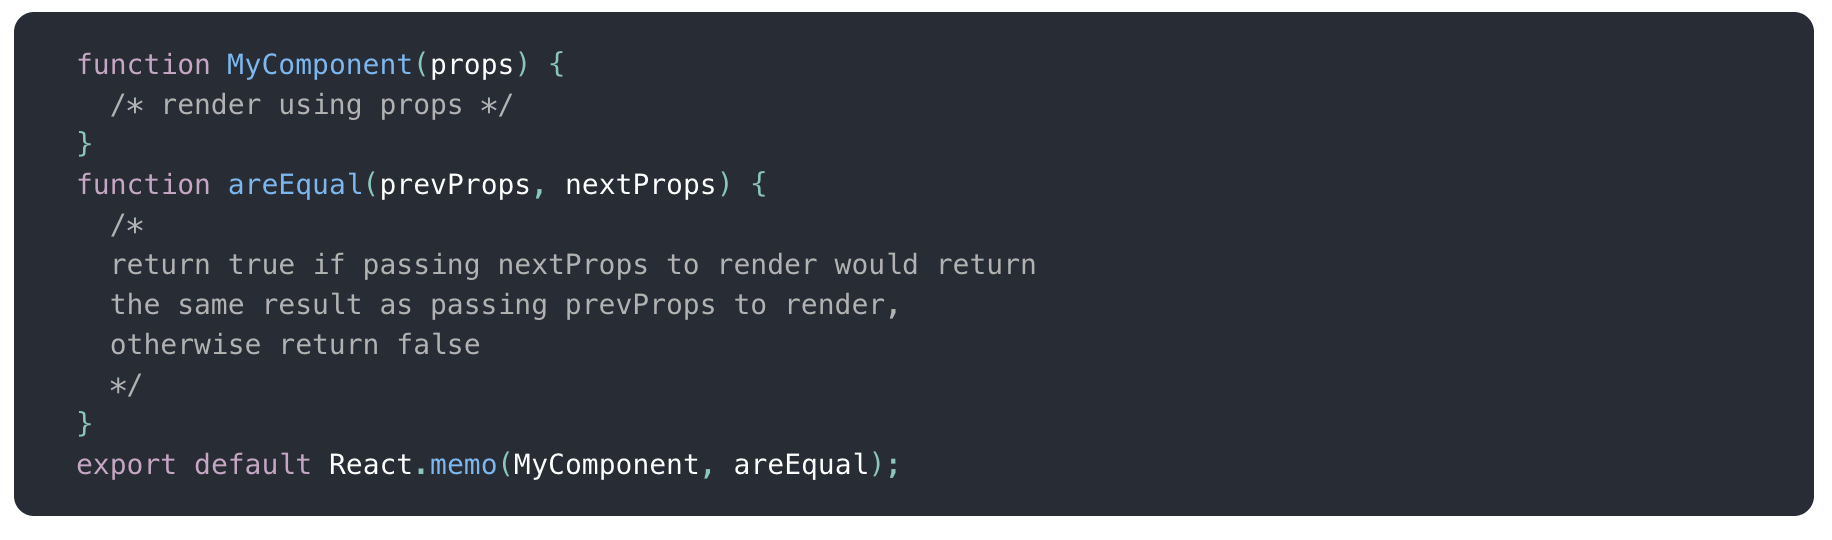 function MyComponent(props) {
  /* render using props */
}
function areEqual(prevProps, nextProps) {
  /*
  return true if passing nextProps to render would return
  the same result as passing prevProps to render,
  otherwise return false
  */
}
export default React.memo(MyComponent, areEqual);